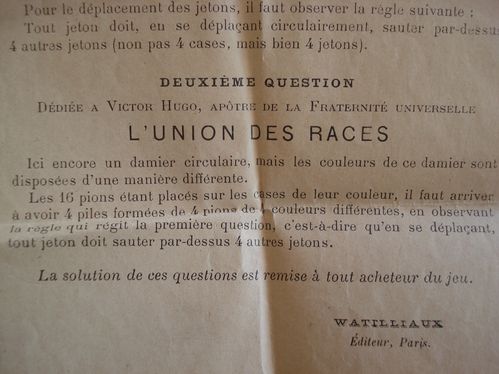 Pour le déplacement des jetons, il faut observer la règle suivante :
Tout jeton doit, en se déplaçant circulairement, sauter par-dessus
4 autres jetons (non pas 4 cases, mais bien 4 jetons).
DEUXIÈME QUESTION
DÉDIÉE A VICTOR HUGO, APÔTRE DE LA FRATERNITÉ UNIVERSELLE
L'UNION DES RACES
Ici encore un damier circulaire, mais les couleurs de ce damier sont
disposées d'une manière différente.
Les 16 pions étant placés sur les cases de leur couleur, il faut arriver
à avoir 4 piles formées de 4 pions de 4 couleurs différentes, en observant
la règle qui régit la première question, c'est-à-dire qu'en se déplaçant,
tout jeton doit sauter par-dessus 4 autres jetons.
La solution de ces questions est remise à tout acheteur du jeu.
WATILLIAUX
Éditeur, Paris.